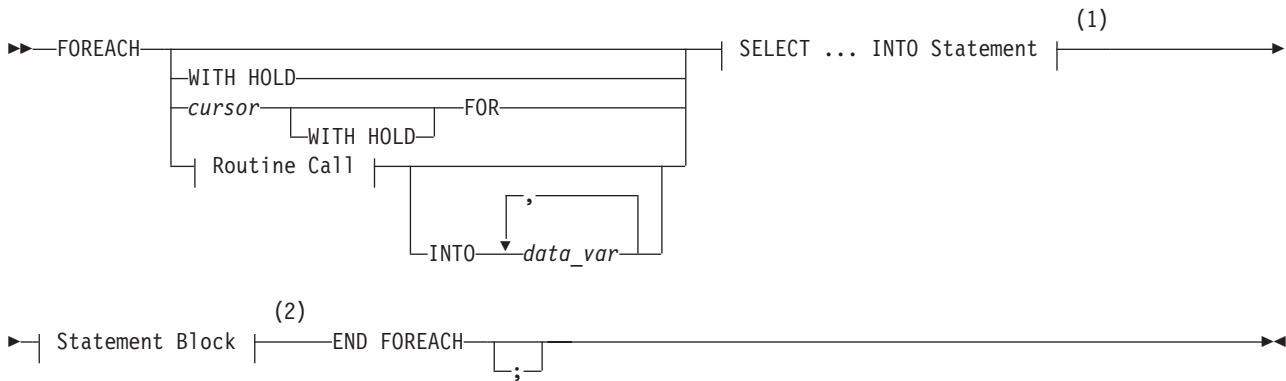 (1)
FOREACH SELECT ... INTO Statement
WITH HOLD
cursor FOR
WITH HOLD
Routine Call
,
INTO data_var
(2)
Statement Block END FOREACH
;